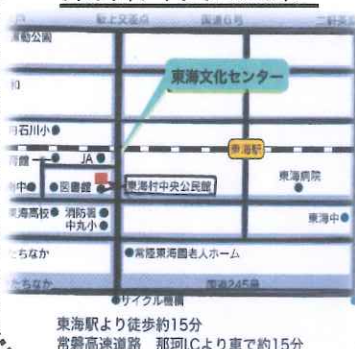 国道6号
東海文化センター
石川小●
東海駅
JA●
●図書館
東海村中央公民館
東海病院
東海高校●
消防署●
中丸小●
東海中●
●常陸東海園老人ホーム
国道245号
●サイクル機構
東海駅より徒歩約15分
常磐高速道路 那珂I.Cより車で約15分